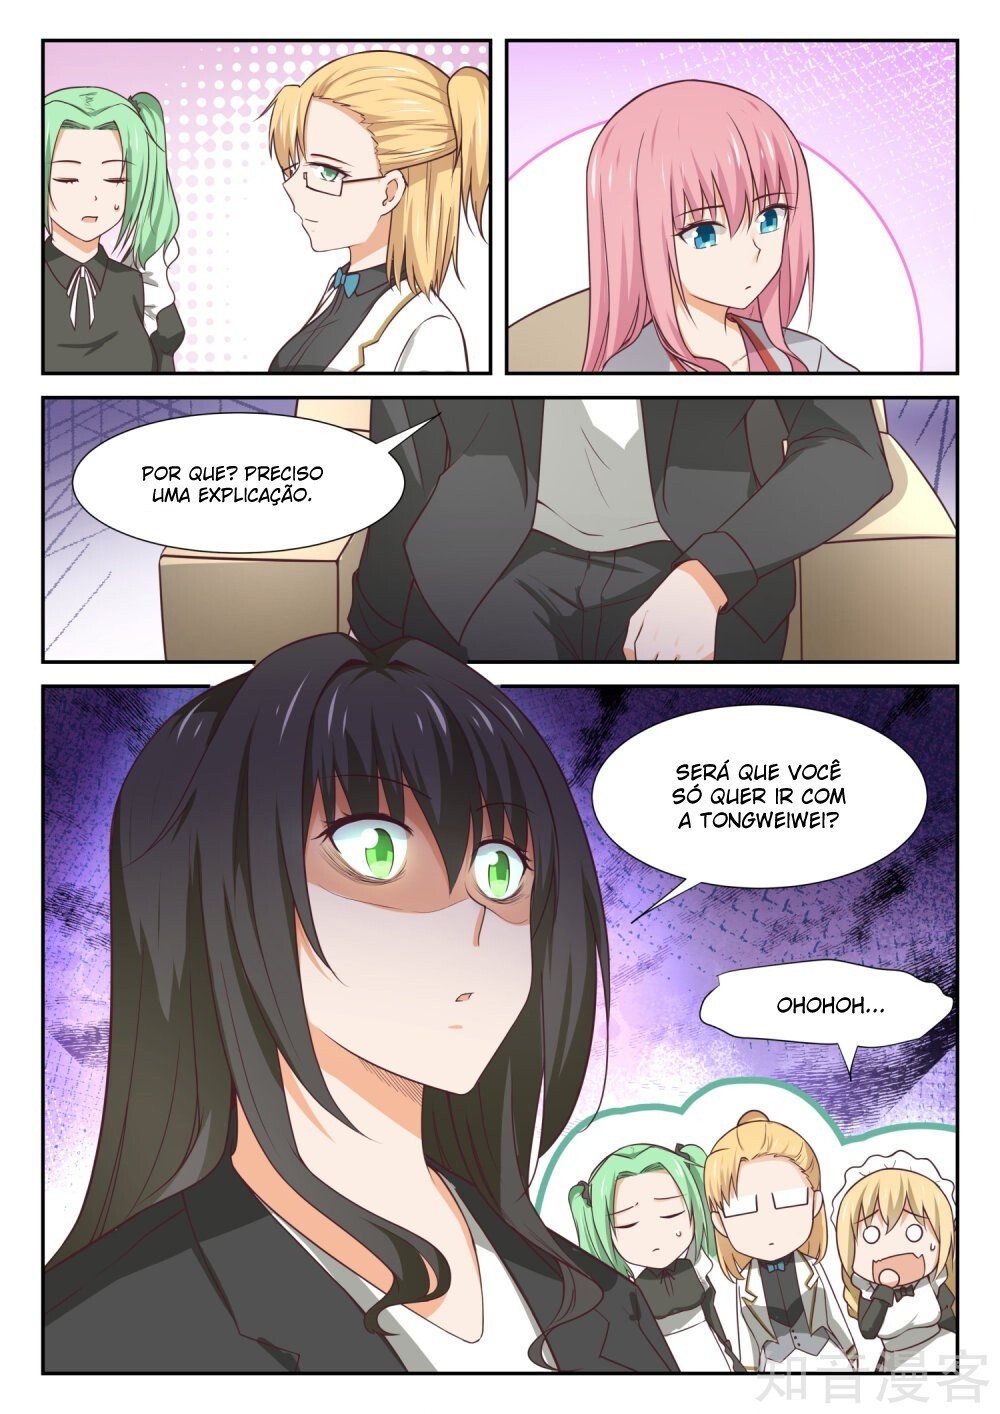 POR QUE? PRECISO
UMA EXPLICAÇÃO.
SERÁ QUE VOCÊ
SÓ QUER IR COM
A TONGWEIWEI?
OHOHOH...
知音漫客